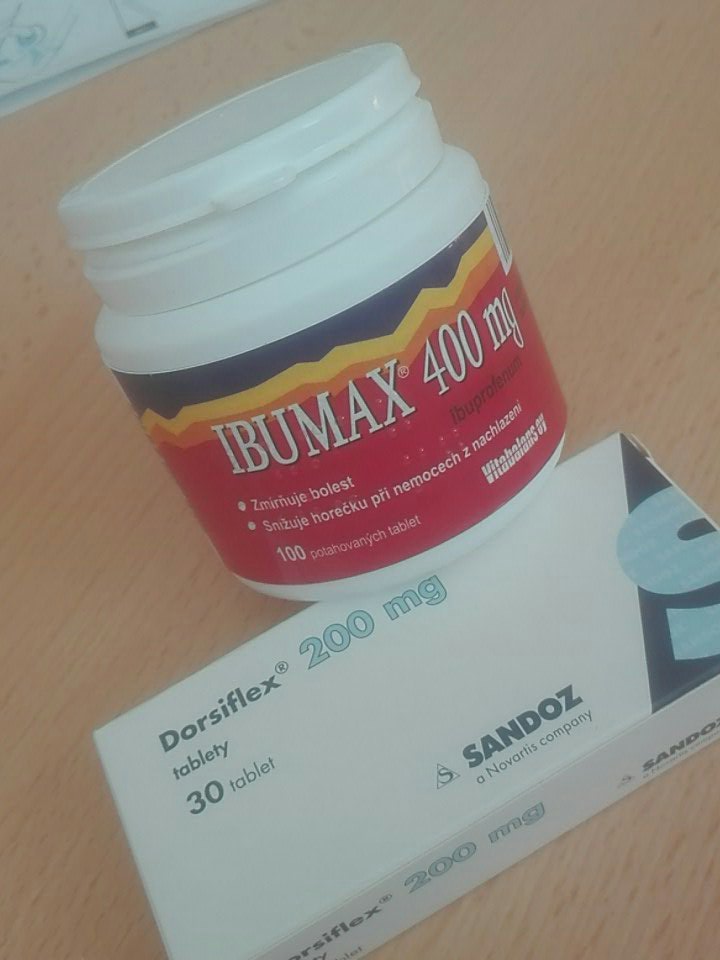 IBUMAX® 400 mg
ibuprofenum
• Zmírňuje bolest
• Snižuje horečku při nemocech z nachlazení
100 potahovaných tablet
Vitabalans OY
Dorsiflex® 200 mg
tablety
30 tablet
SANDOZ
a Novartis company
Dorsiflex® 200 mg
SANDOZ